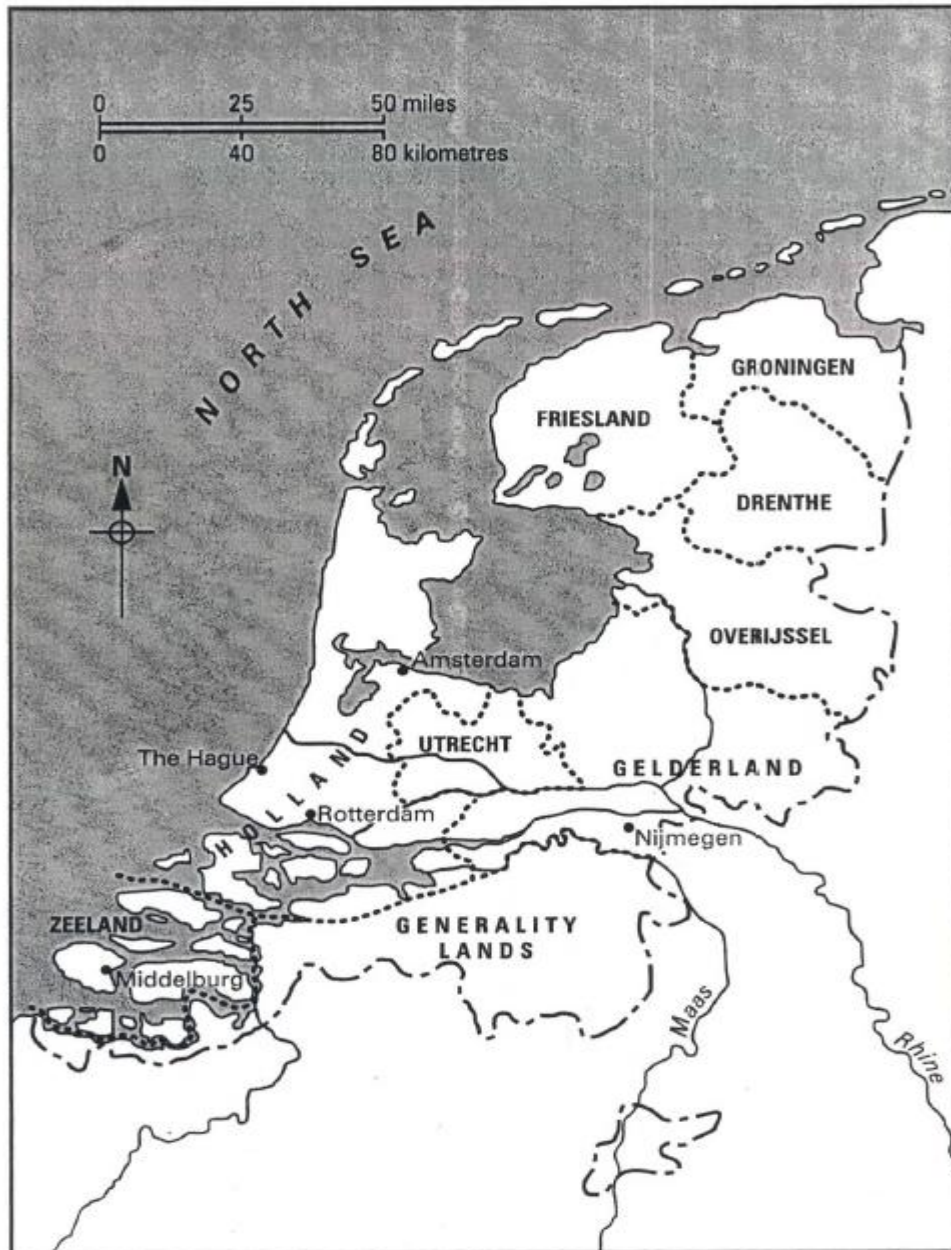 0 25 50 miles
0 40 80 kilometres
NORTH SEA
N
GRONINGEN
FRIESLAND
DRENTHE
OVERIJSSEL
Amsterdam
UTRECHT
The Hague
HOLLAND
GELDERLAND
Rotterdam
Nijmegen
ZEELAND
GENERALITY
LANDS
Middelburg
Maas
Rhine